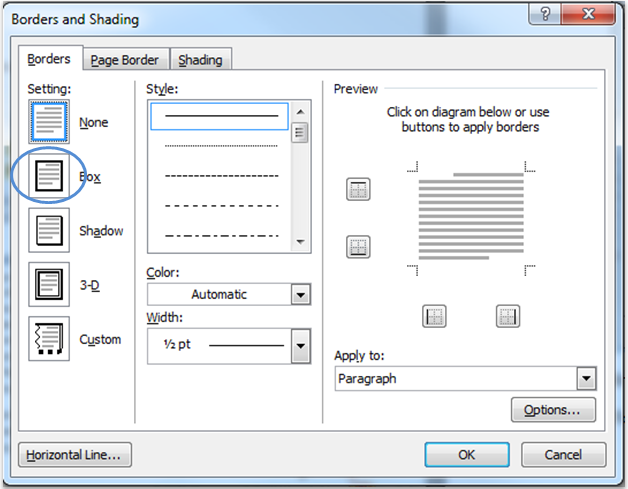 Borders and Shading
?
Borders Page Border Shading
Setting:
None
Box
Shadow
3-D
Custom
Style:
Color:
Automatic
Width:
½ pt
Preview
Click on diagram below or use
buttons to apply borders
Apply to:
Paragraph
Options...
Horizontal Line...
OK
Cancel